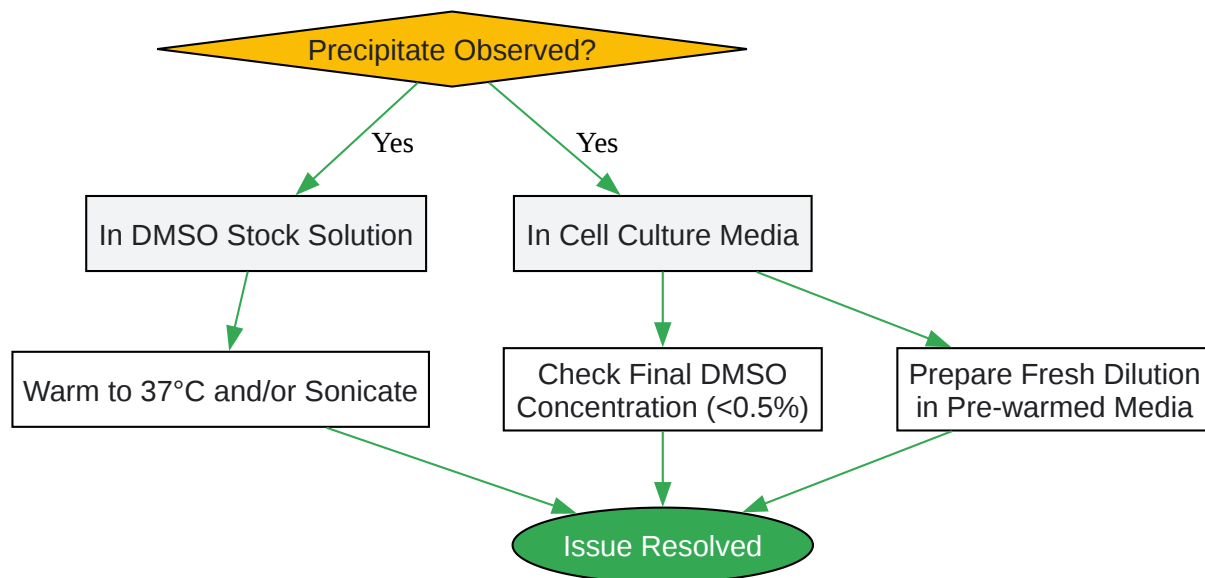 Precipitate Observed?
Yes
Yes
In DMSO Stock Solution
In Cell Culture Media
Warm to 37°C and/or Sonicate
Check Final DMSO
Concentration (<0.5%)
Prepare Fresh Dilution
in Pre-warmed Media
Issue Resolved